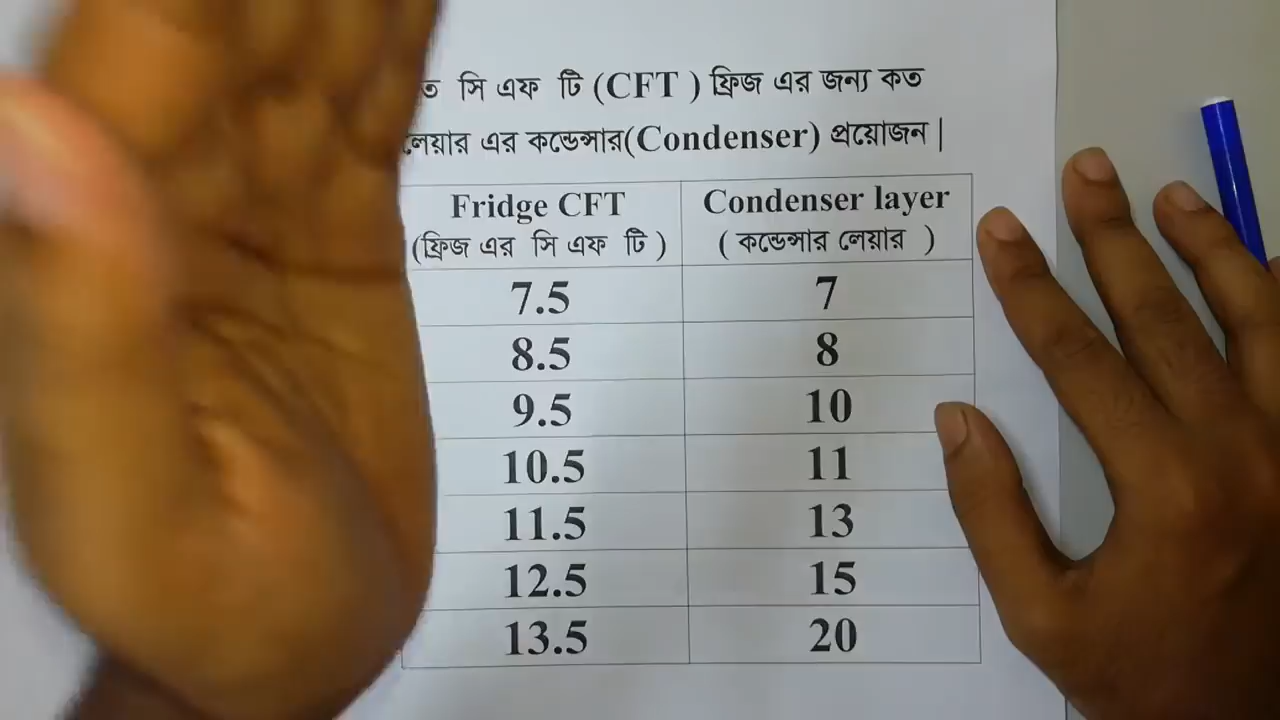 সি এফ টি (CFT ) ফ্রিজ এর জন্য কত
এর কন্ডেন্সার(Condenser) প্রয়োজন |
Fridge CFT Condenser layer
(ফ্রিজ এর সি এফ টি ) ( কন্ডেন্সার লেয়ার )
7.5 7
8.5 8
9.5 10
10.5 11
11.5 13
12.5 15
13.5 20